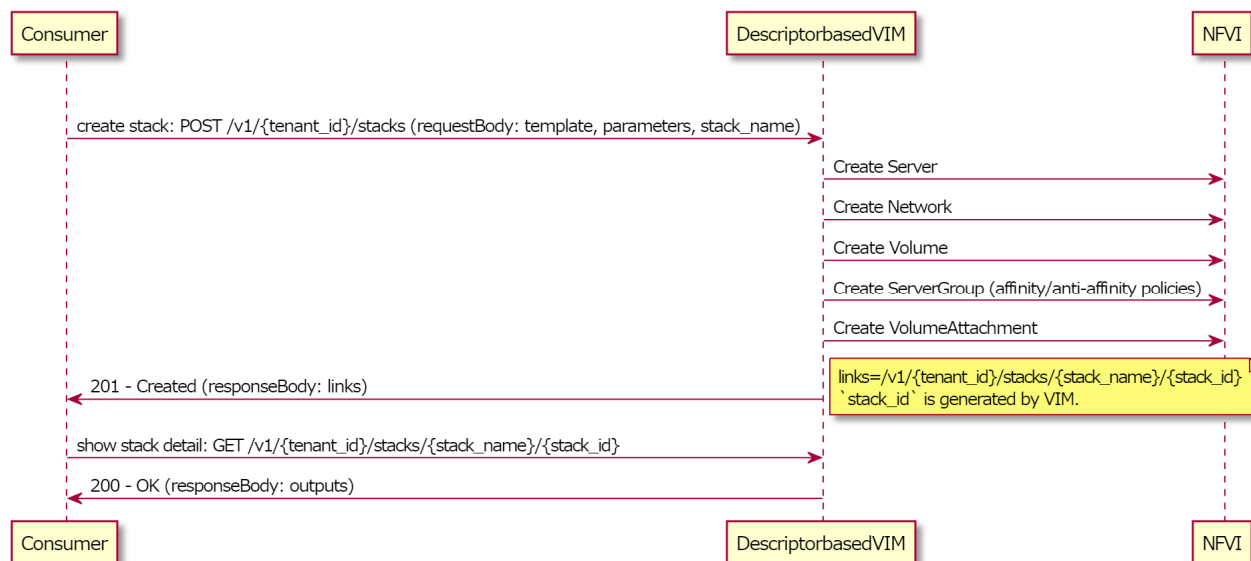 Consumer
DescriptorbasedVIM
NFVI
create stack: POST /v1/{tenant_id}/stacks (requestBody: template, parameters, stack_name)
Create Server
Create Network
Create Volume
Create ServerGroup (affinity/anti-affinity policies)
Create VolumeAttachment
201 - Created (responseBody: links)
links=/v1/{tenant_id}/stacks/{stack_name}/{stack_id}
`stack_id` is generated by VIM.
show stack detail: GET /v1/{tenant_id}/stacks/{stack_name}/{stack_id}
200 - OK (responseBody: outputs)
Consumer
DescriptorbasedVIM
NFVI